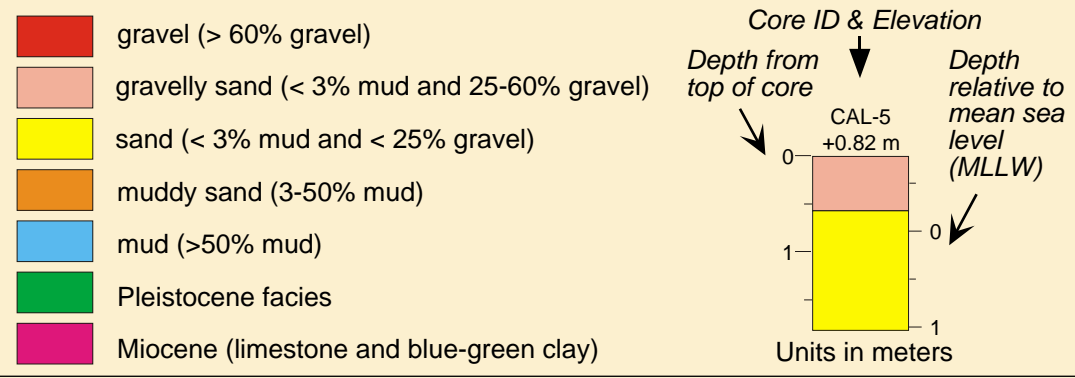 gravel (> 60% gravel)
gravelly sand (< 3% mud and 25-60% gravel)
sand (< 3% mud and < 25% gravel)
muddy sand (3-50% mud)
mud (>50% mud)
Pleistocene facies
Miocene (limestone and blue-green clay)
Core ID & Elevation
Depth from
top of core
Depth
relative to
mean sea
level
(MLLW)
CAL-5
+0.82 m
0
1
0
1
Units in meters